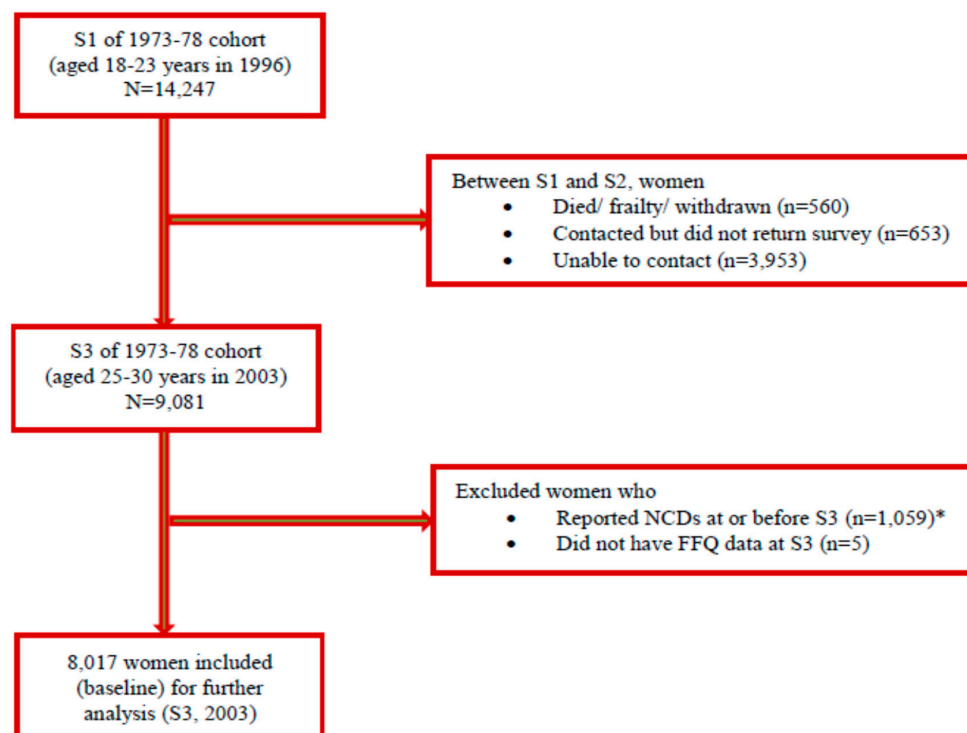 S1 of 1973-78 cohort
(aged 18-23 years in 1996)
N=14,247
Between S1 and S2, women
• Died/ frailty/ withdrawn (n=560)
• Contacted but did not return survey (n=653)
• Unable to contact (n=3,953)
S3 of 1973-78 cohort
(aged 25-30 years in 2003)
N=9,081
Excluded women who
• Reported NCDs at or before S3 (n=1,059)*
• Did not have FFQ data at S3 (n=5)
8,017 women included
(baseline) for further
analysis (S3, 2003)